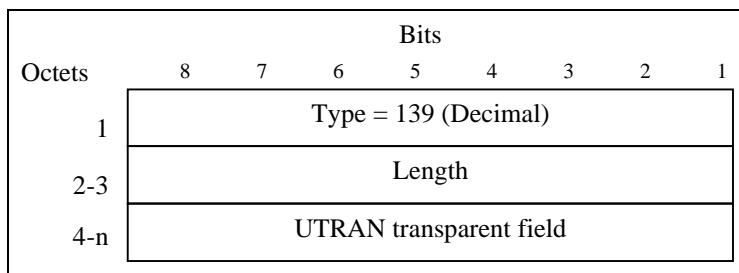 Bits
Octets 8 7 6 5 4 3 2 1
1 Type = 139 (Decimal)
2-3 Length
4-n UTRAN transparent field